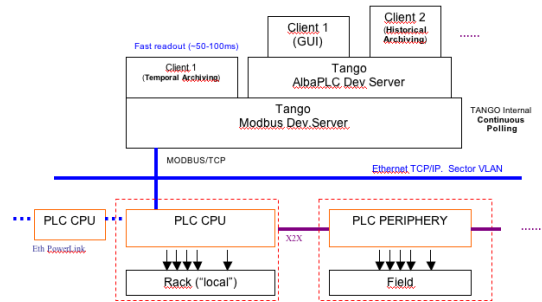 Client 2
(Historical
Archiving)
......
Client 1
(GUI)
Fast readout (~50-100ms)
Client 1
(Temporal Archiving)
Tango
AlbaPLC Dev Server
Tango
Modbus Dev.Server
TANGO Internal
Continuous
Polling
MODBUS/TCP
Ethernet TCP/IP. Sector VLAN
PLC CPU
PLC CPU
PLC PERIPHERY
Eth PowerLink
X2X
......
Rack ("local")
Field